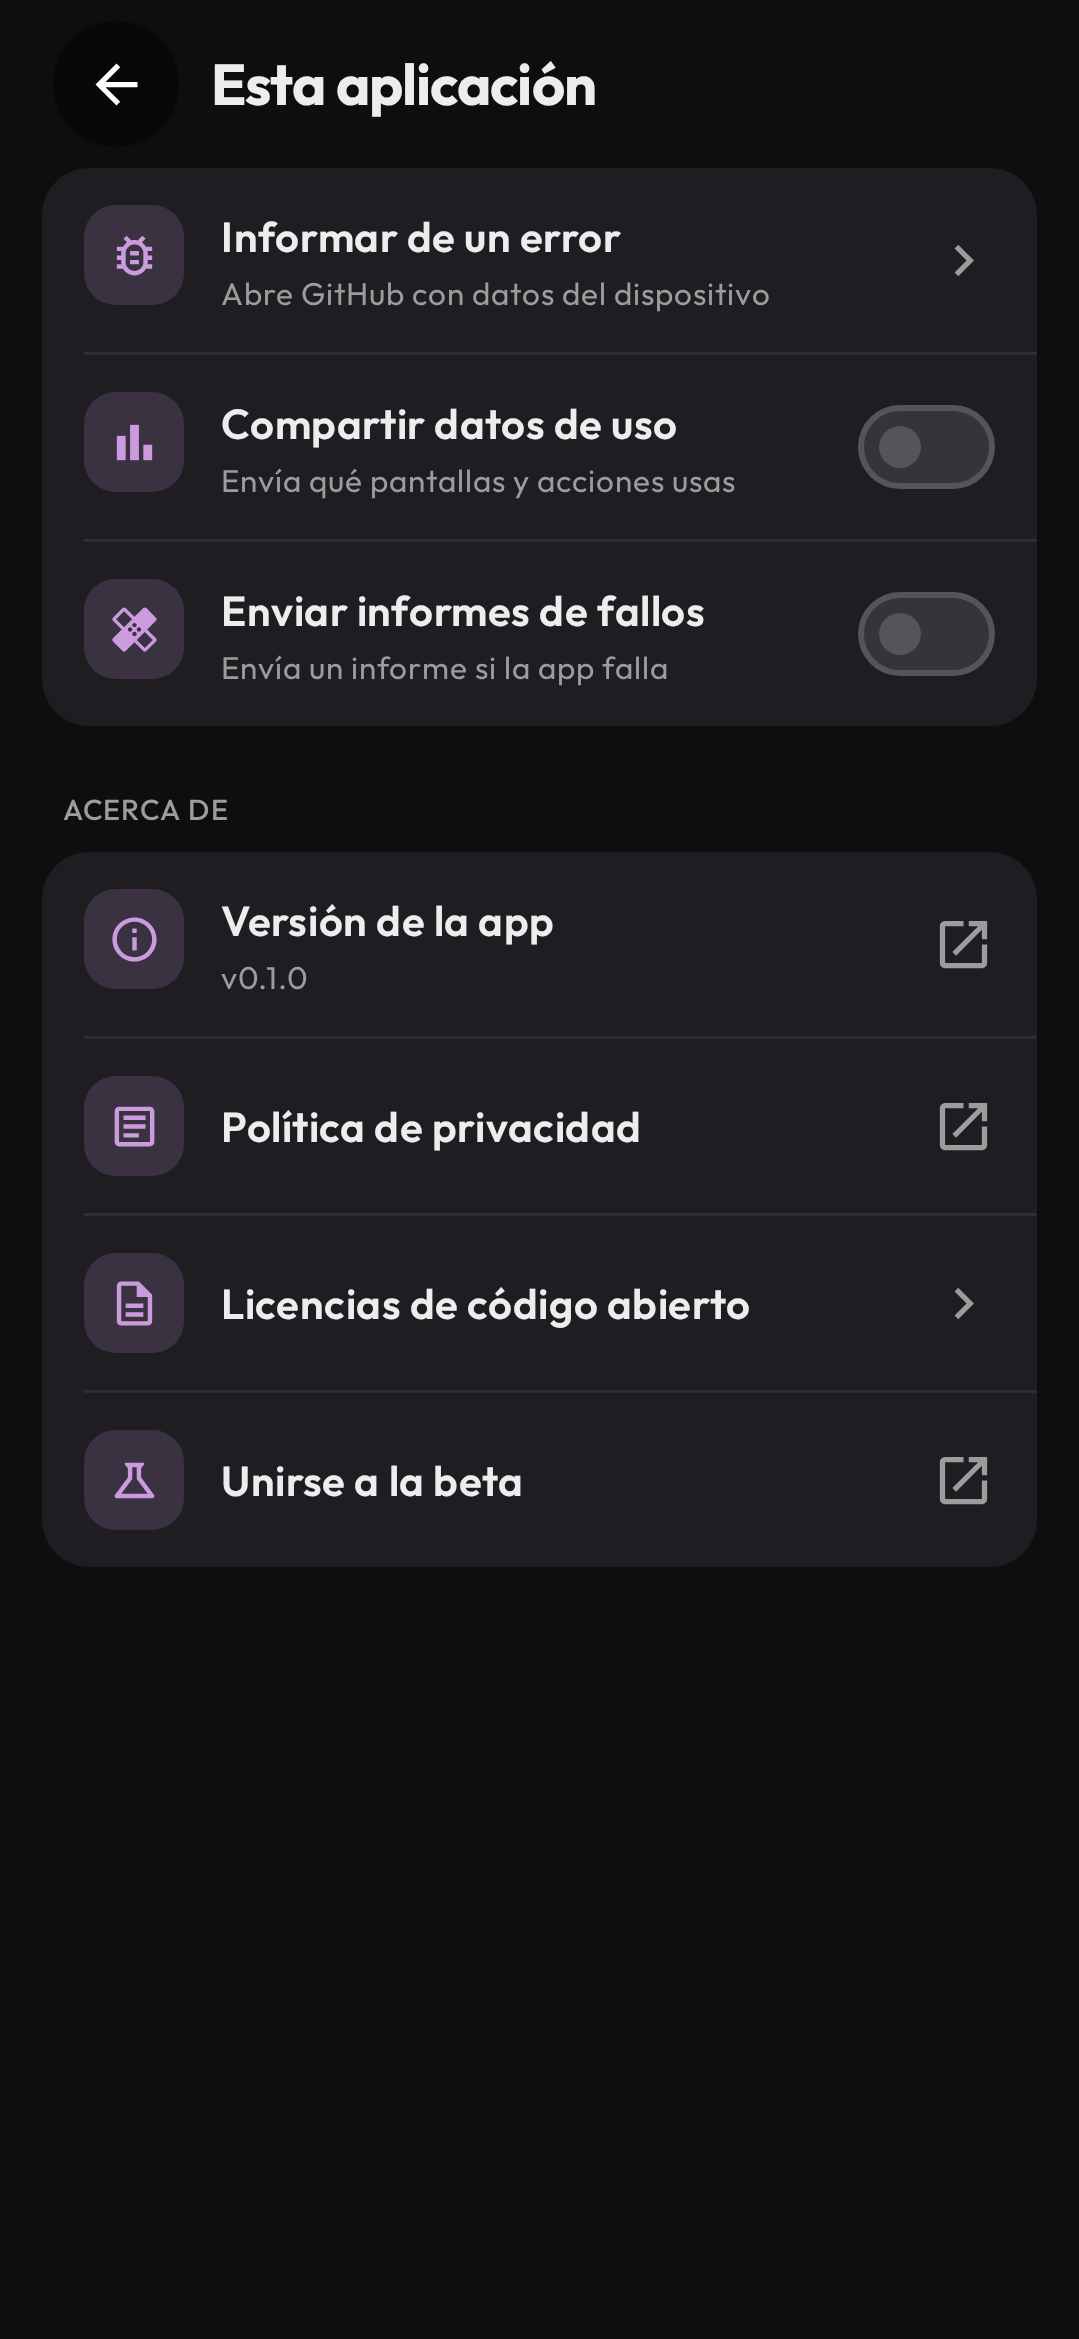 Esta aplicación
Informar de un error
Abre GitHub con datos del dispositivo
Compartir datos de uso
Envía qué pantallas y acciones usas
Enviar informes de fallos
Envía un informe si la app falla
ACERCA DE
Versión de la app
v0.1.0
Política de privacidad
Licencias de código abierto
Unirse a la beta